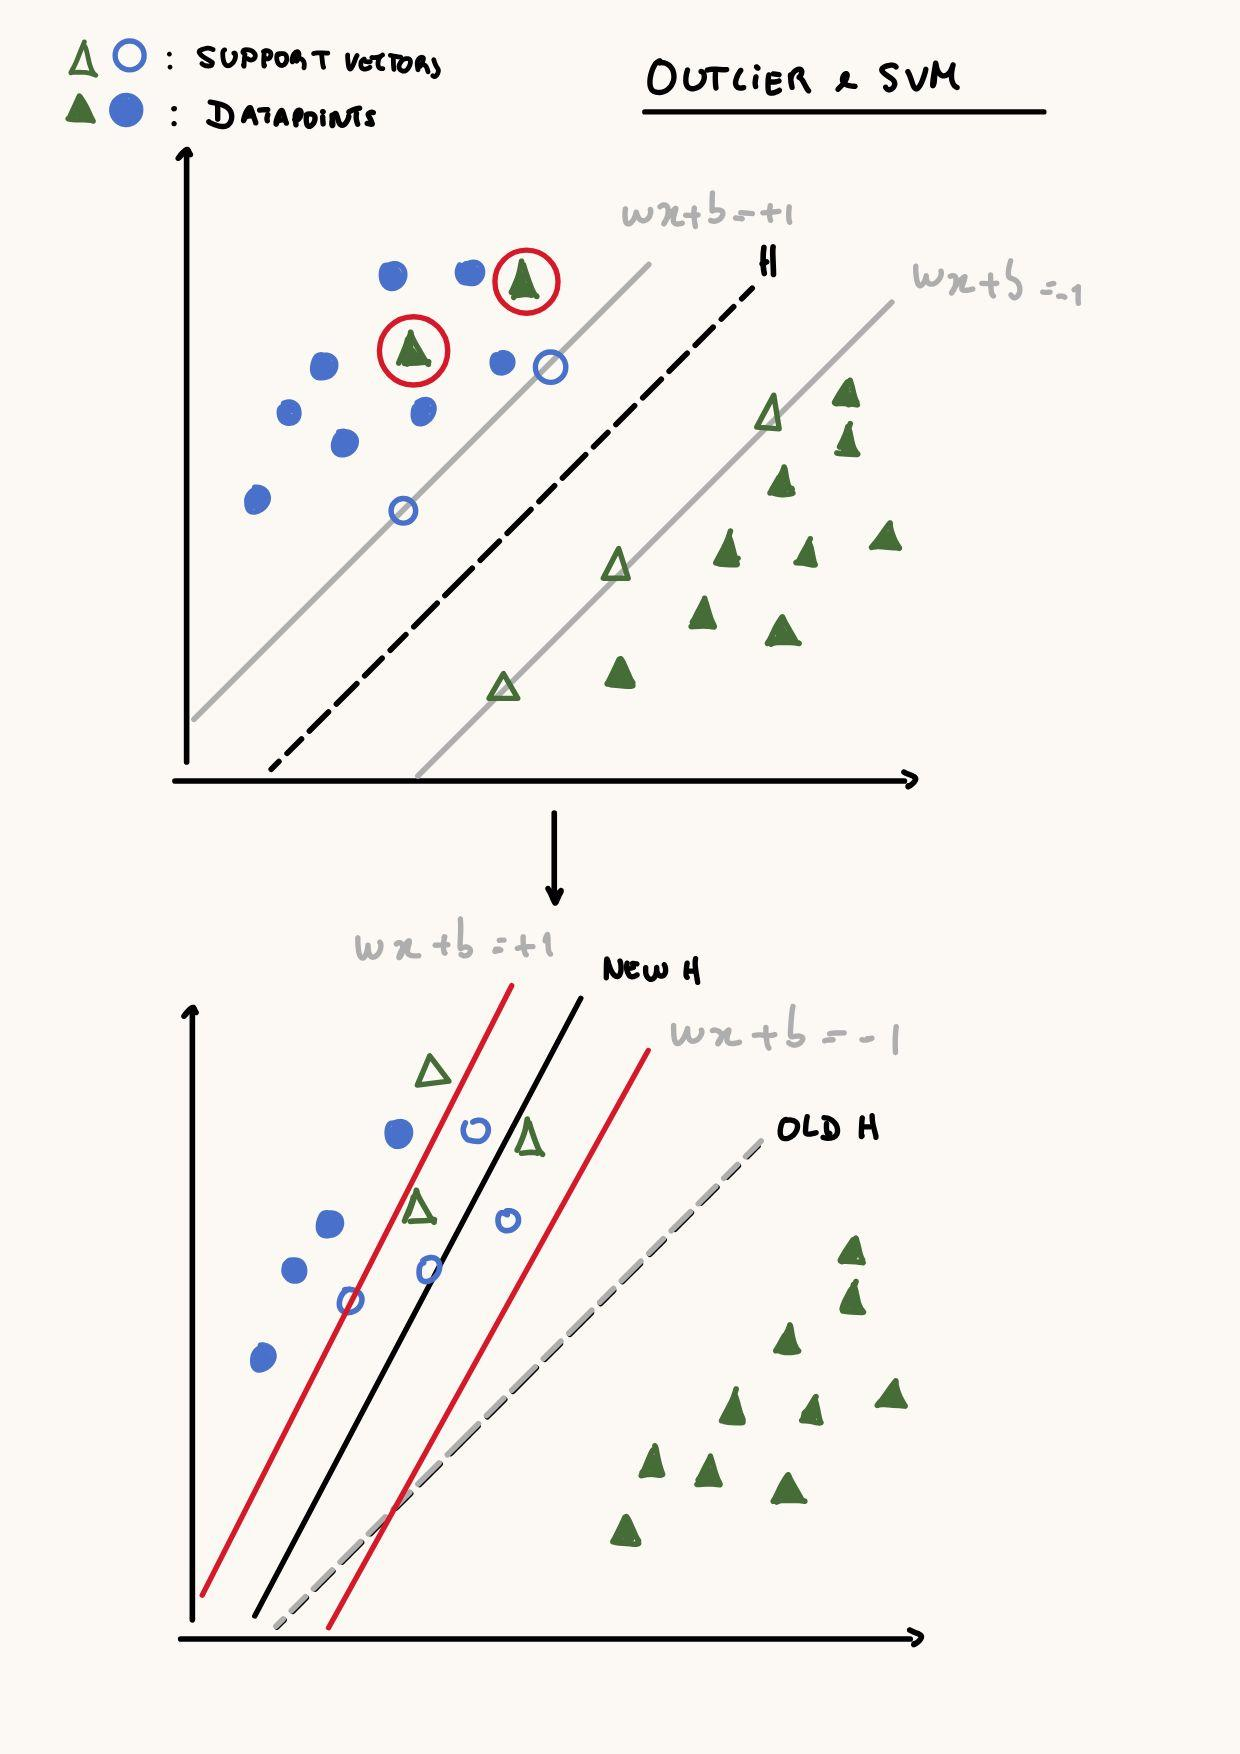 : SUPPORT VECTORS
: DATAPOINTS
OUTLIER & SVM
wx+b=+1
H
wx+b=-1
wx+b=+1
NEW H
wx+b=-1
OLD H